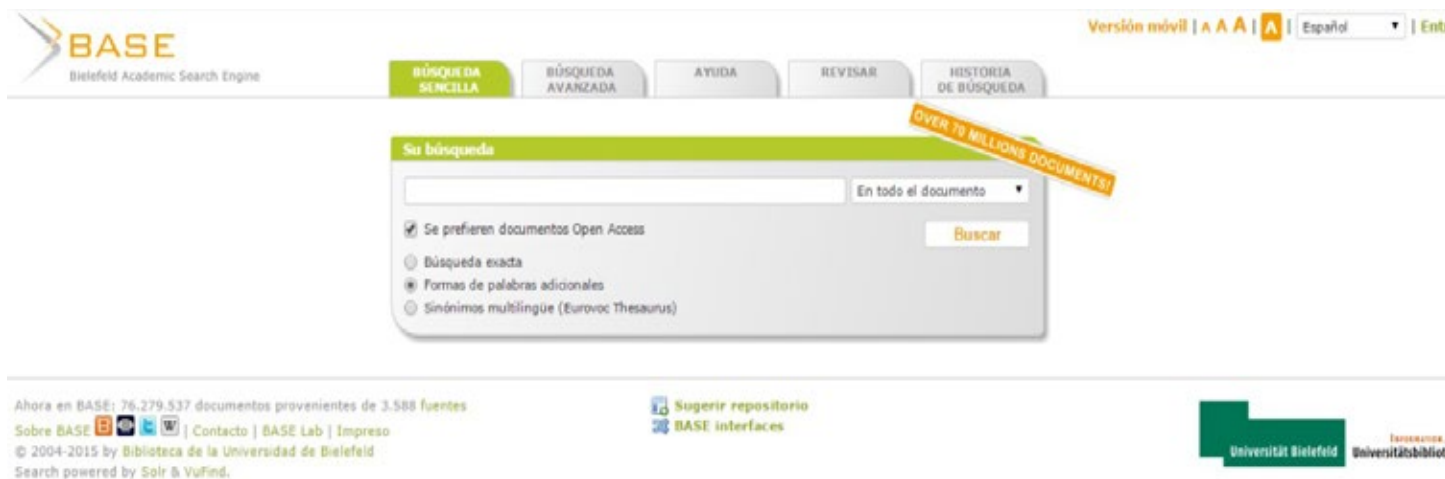 BASE
Bielefeld Academic Search Engine
Versión móvil | A A A | A | Español |
BÚSQUEDA SENCILLA
BÚSQUEDA AVANZADA
AYUDA
REVISAR
HISTORIA DE BÚSQUEDA
OVER 70 MILLIONS DOCUMENTS!
Su búsqueda
En todo el documento
Se prefieren documentos Open Access
Buscar
Búsqueda exacta
Formas de palabras adicionales
Sinónimos multilingüe (Eurovoc Thesaurus)
Ahora en BASE: 76.279.537 documentos provenientes de 3.588 fuentes
Sobre BASE | Contacto | BASE Lab | Impreso
© 2004-2015 by Biblioteca de la Universidad de Bielefeld
Search powered by Solr & VuFind.
Sugerir repositorio
BASE interfaces
Universität Bielefeld